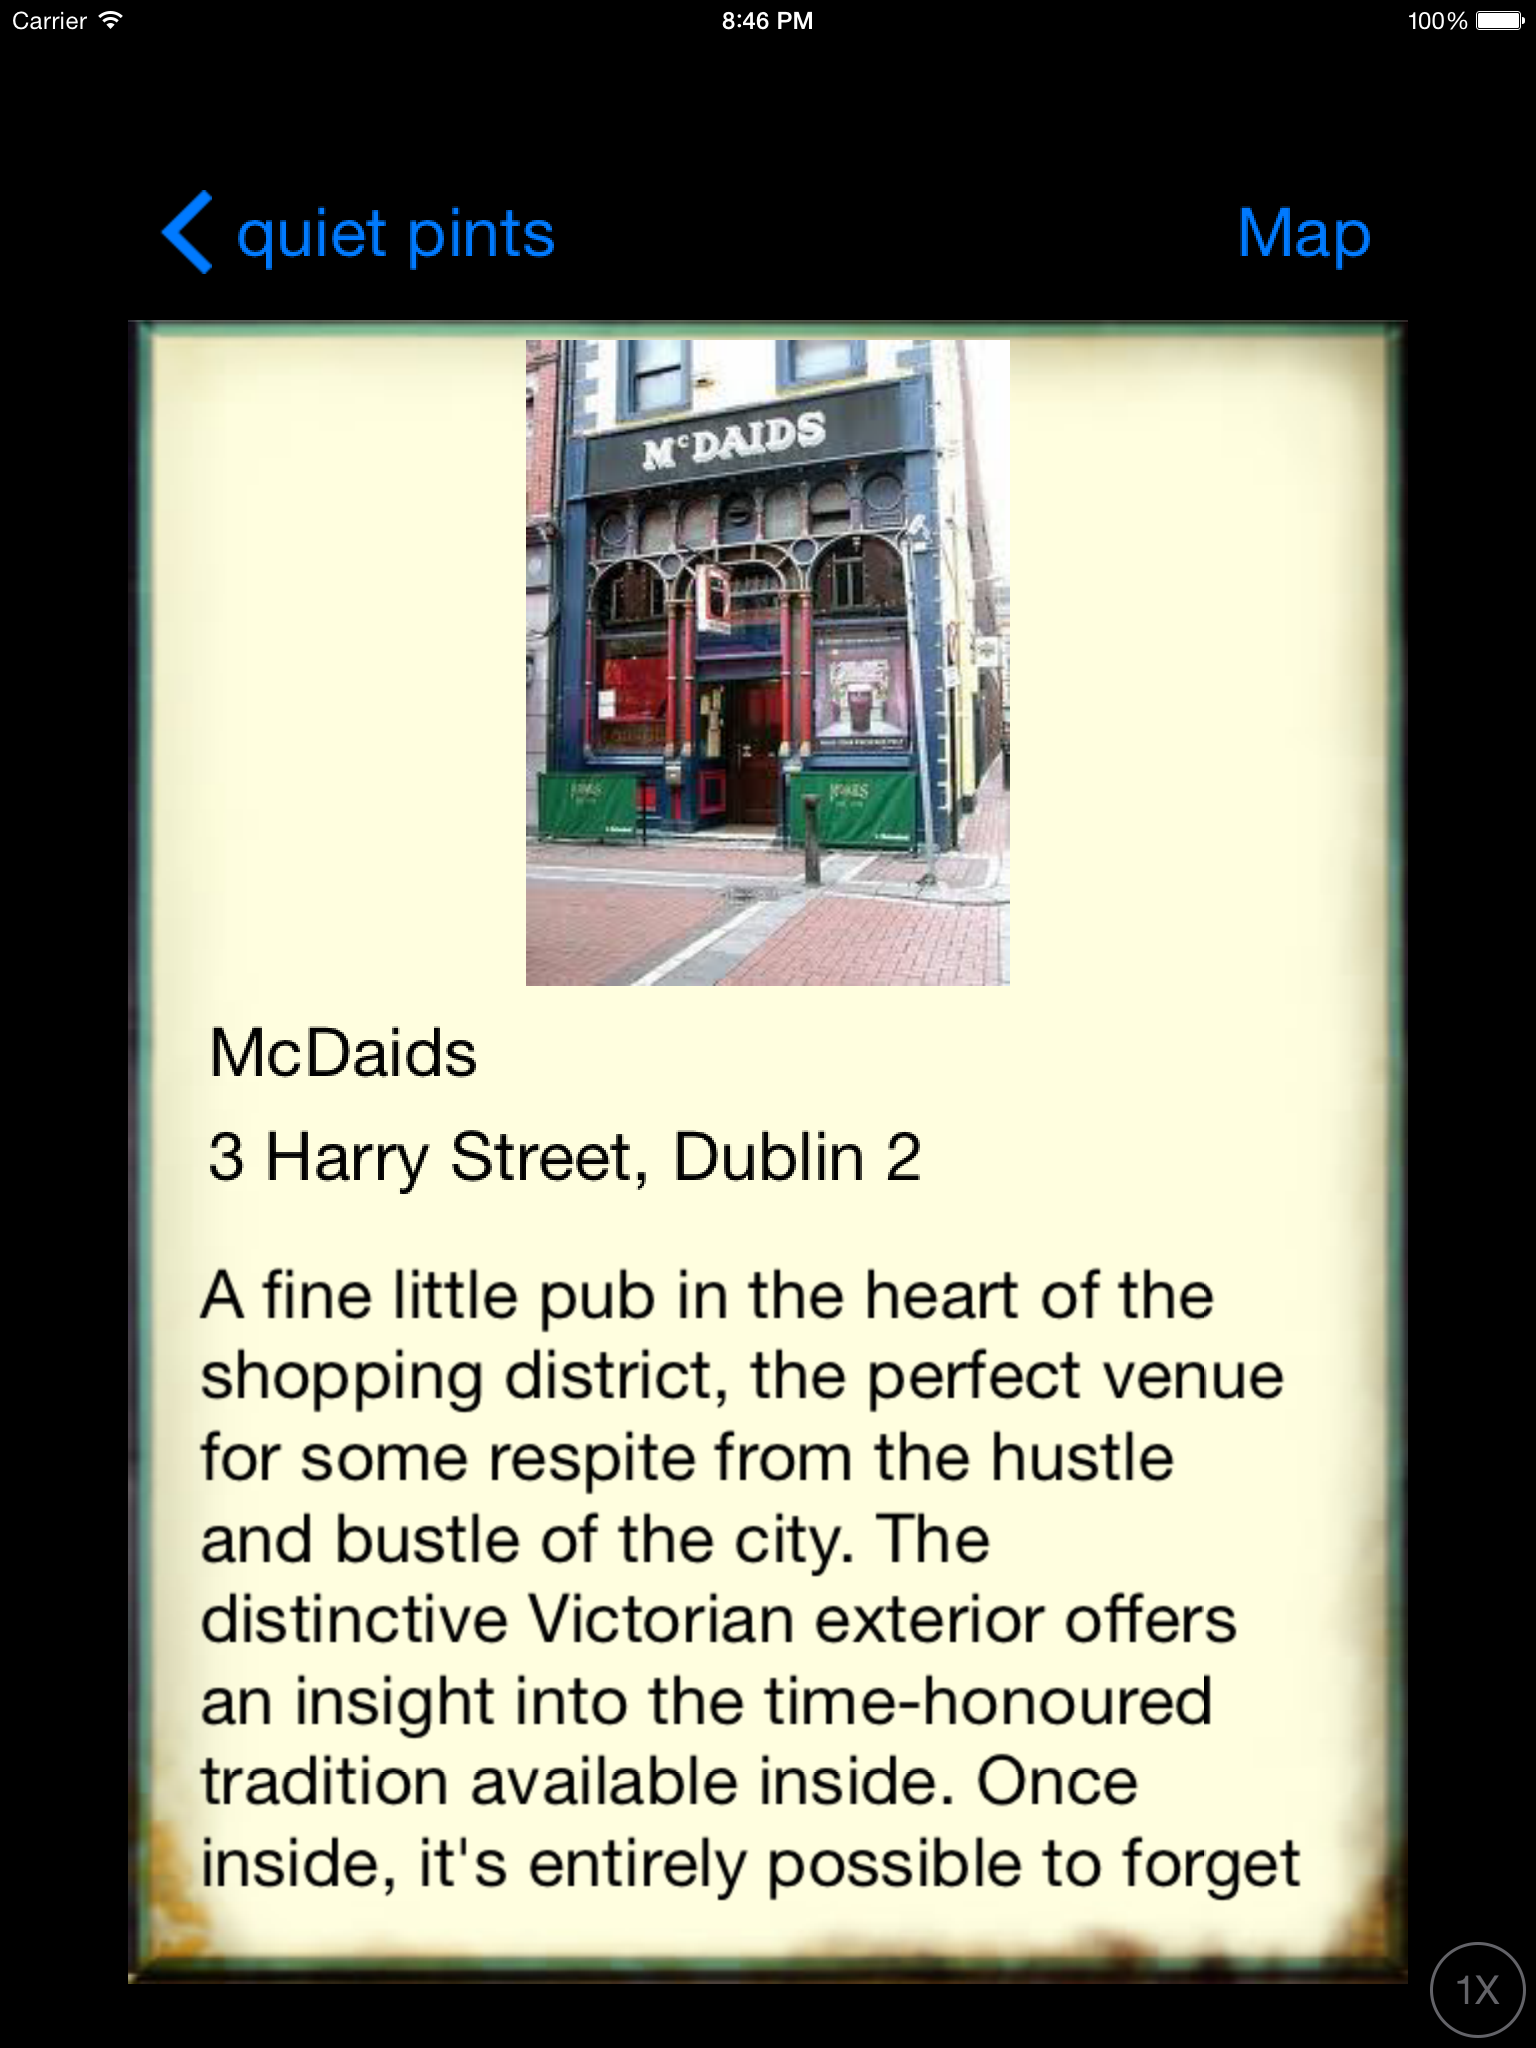 Carrier
8:46 PM
100%
quiet pints
Map
McDAIDS
McDaids
3 Harry Street, Dublin 2
A fine little pub in the heart of the
shopping district, the perfect venue
for some respite from the hustle
and bustle of the city. The
distinctive Victorian exterior offers
an insight into the time-honoured
tradition available inside. Once
inside, it's entirely possible to forget
1X